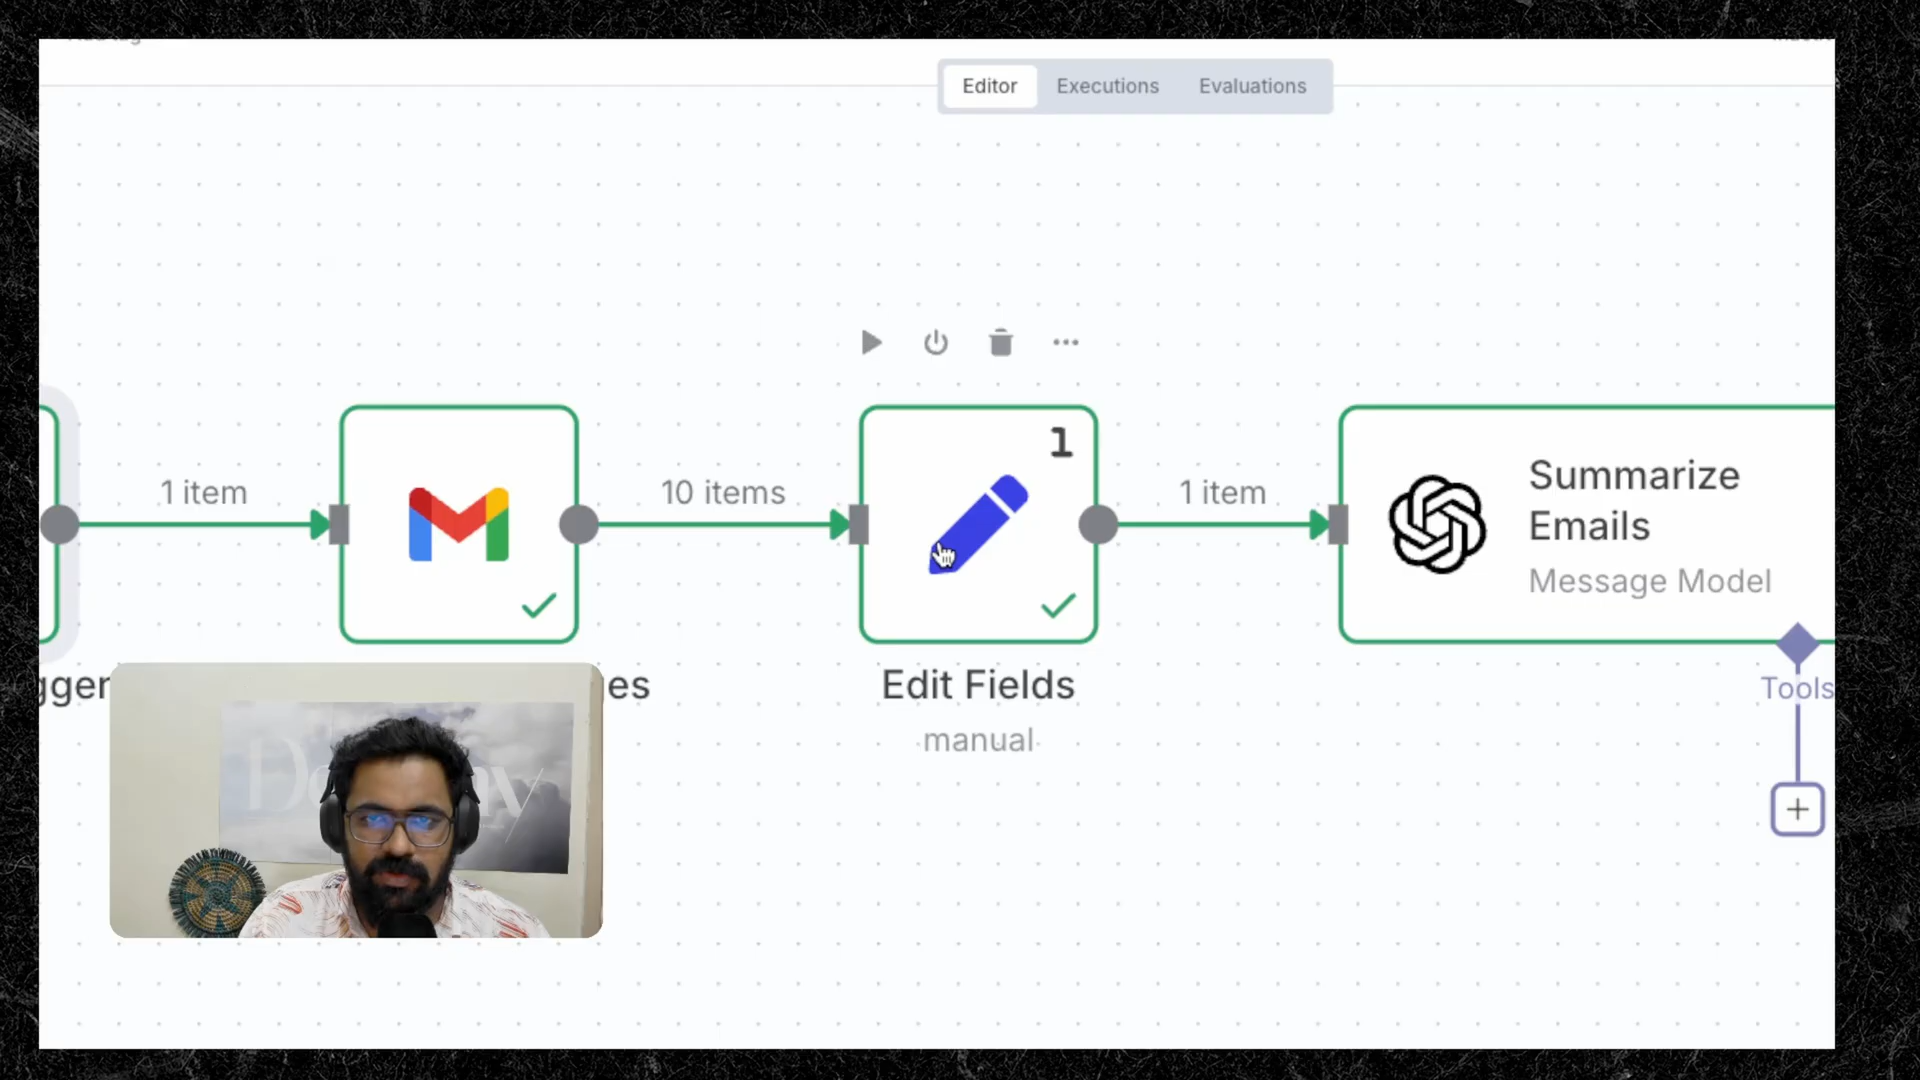 Editor Executions Evaluations
1
1 item
10 items
1 item
Summarize
Emails
Message Model
gger
es
Edit Fields
manual
Tools
+